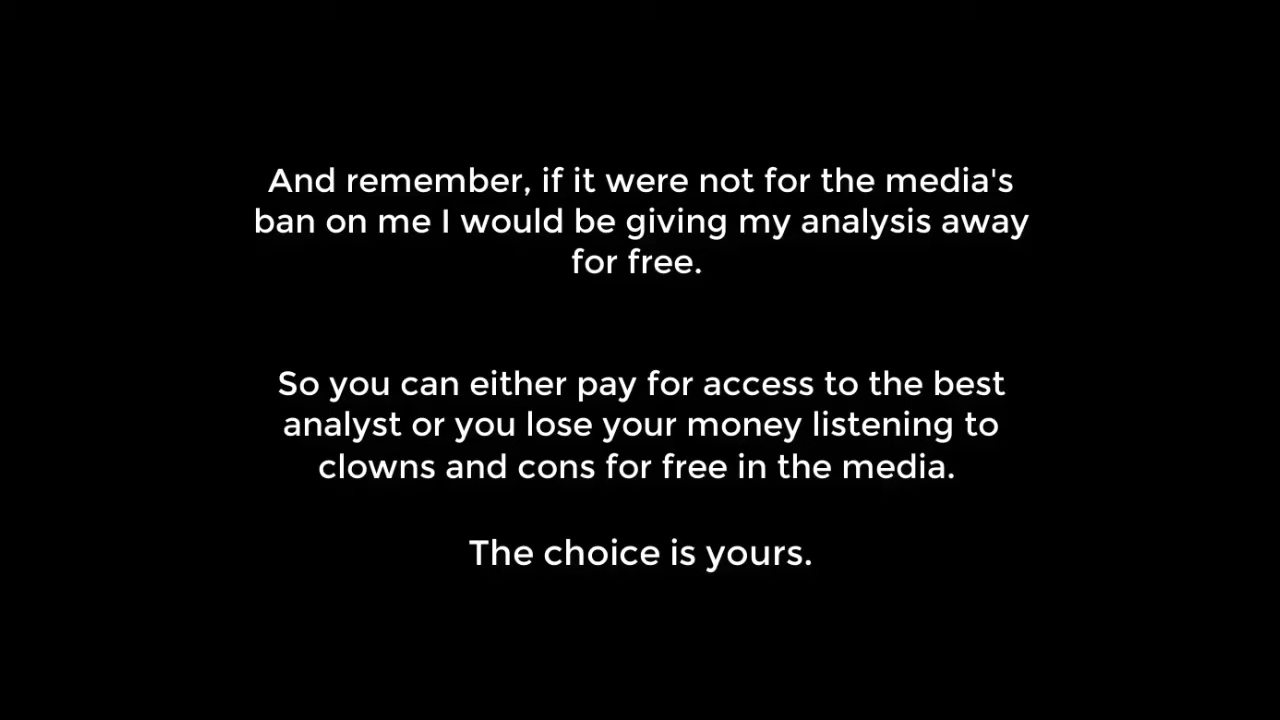 And remember, if it were not for the media's
ban on me I would be giving my analysis away
for free.
So you can either pay for access to the best
analyst or you lose your money listening to
clowns and cons for free in the media.
The choice is yours.